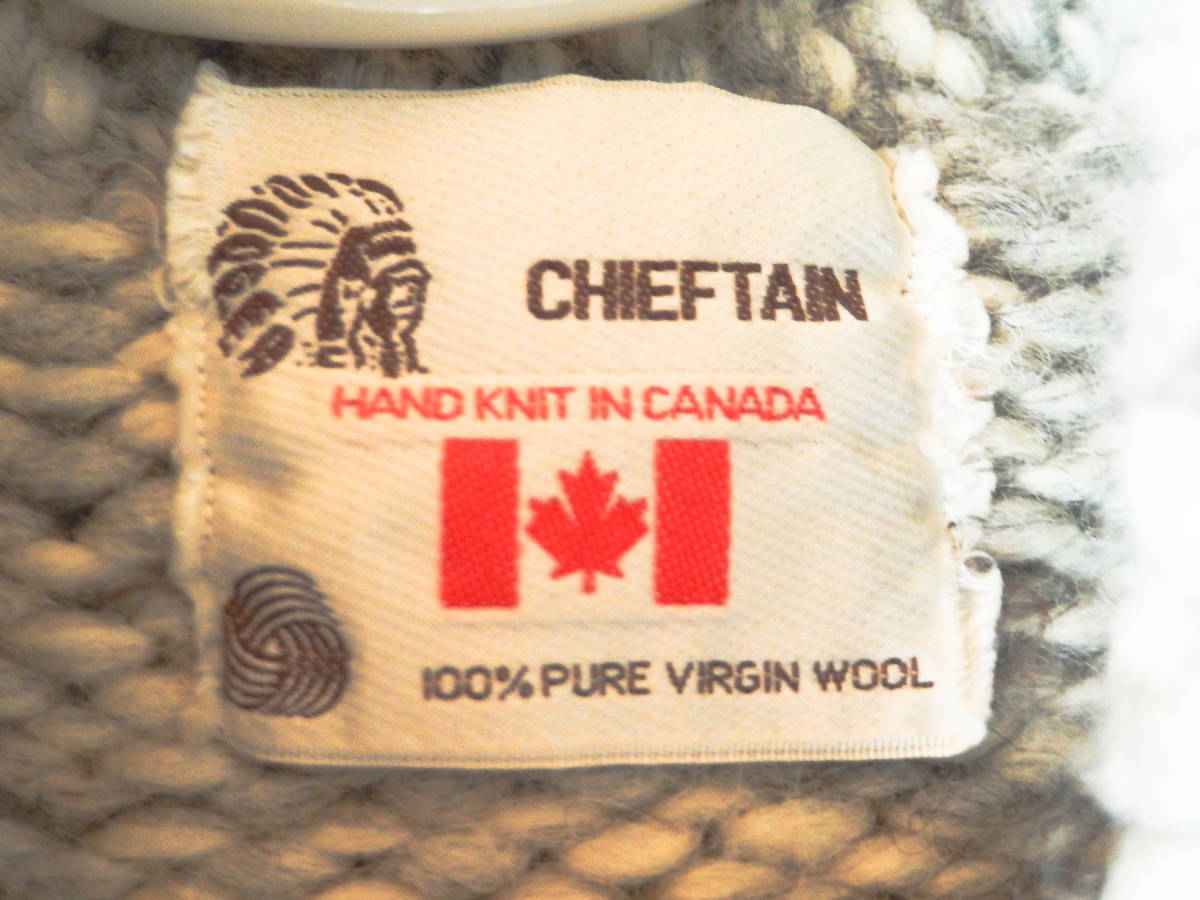 CHIEFTAIN
HAND KNIT IN CANADA
100% PURE VIRGIN WOOL